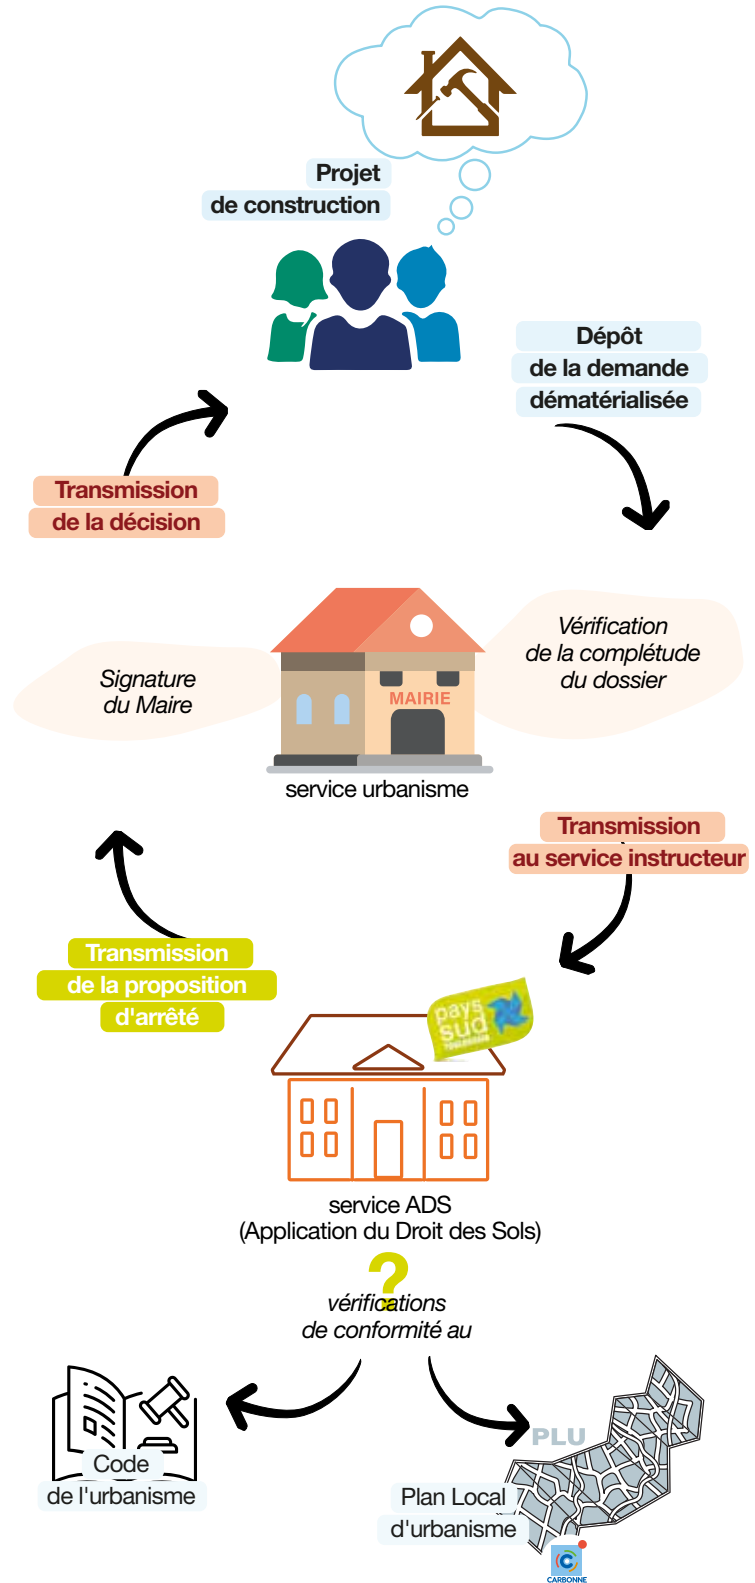 Projet
de construction
Dépôt
de la demande
dématérialisée
Transmission
de la décision
Vérification
de la complétude
du dossier
Signature
du Maire
MAIRIE
service urbanisme
Transmission
au service instructeur
Transmission
de la proposition
d'arrêté
pays
sud
TOULOUSAIN
service ADS
(Application du Droit des Sols)
?
vérifications
de conformité au
Code
de l'urbanisme
PLU
Plan Local
d'urbanisme
CARBONNE